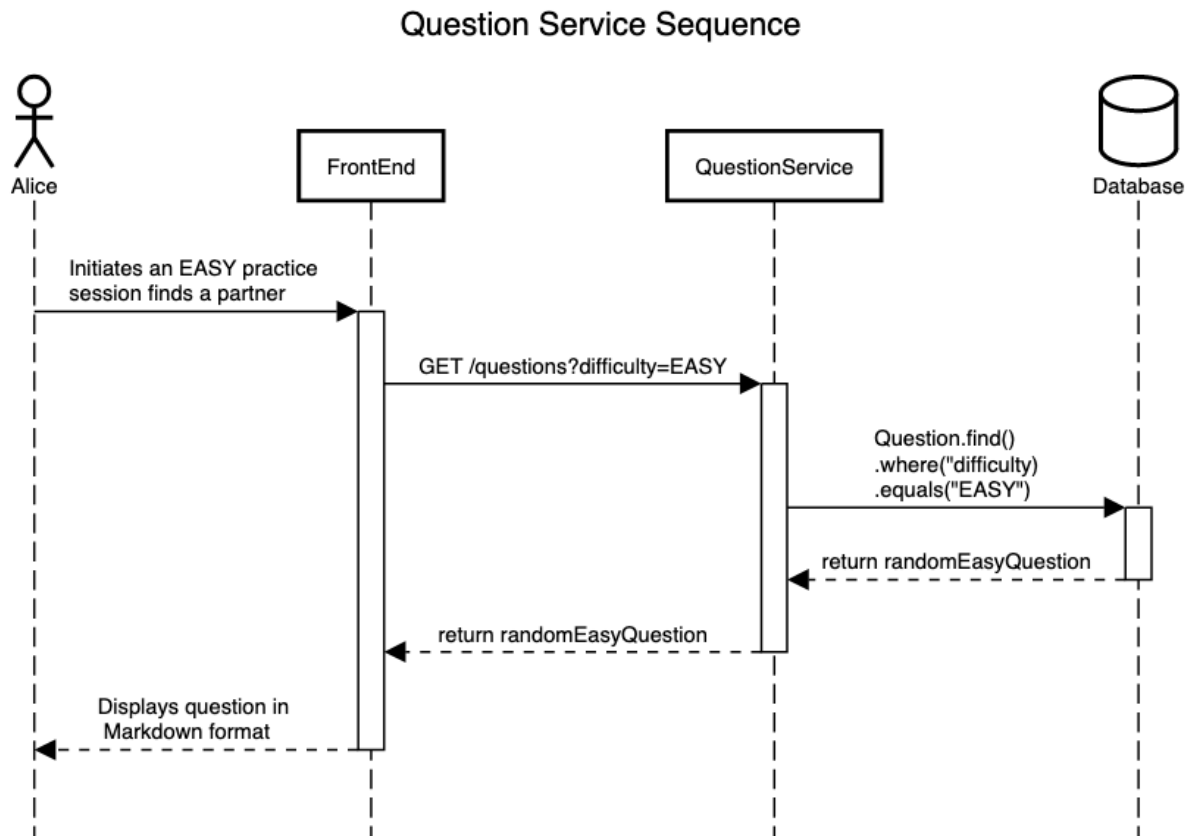 Question Service Sequence
Alice
FrontEnd
QuestionService
Database
Initiates an EASY practice
session finds a partner
GET /questions?difficulty=EASY
Question.find()
.where("difficulty)
.equals("EASY")
return randomEasyQuestion
return randomEasyQuestion
Displays question in
Markdown format